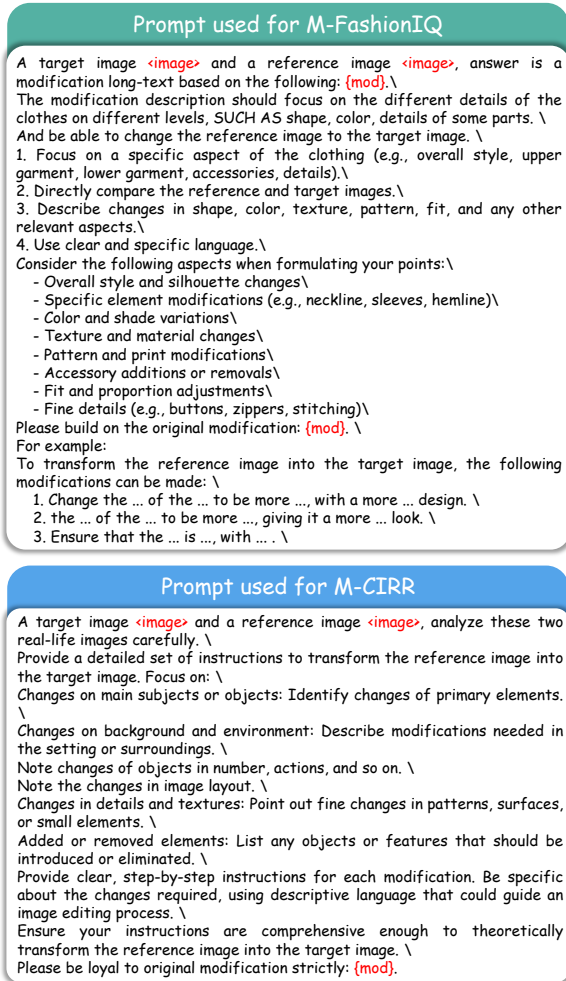 Prompt used for M-FashionIQ
A target image <image> and a reference image <image>, answer is a
modification long-text based on the following: {mod}.\
The modification description should focus on the different details of the
clothes on different levels, SUCH AS shape, color, details of some parts. \
And be able to change the reference image to the target image. \
1. Focus on a specific aspect of the clothing (e.g., overall style, upper
garment, lower garment, accessories, details).\
2. Directly compare the reference and target images.\
3. Describe changes in shape, color, texture, pattern, fit, and any other
relevant aspects.\
4. Use clear and specific language.\
Consider the following aspects when formulating your points:\
- Overall style and silhouette changes\
- Specific element modifications (e.g., neckline, sleeves, hemline)\
- Color and shade variations\
- Texture and material changes\
- Pattern and print modifications\
- Accessory additions or removals\
- Fit and proportion adjustments\
- Fine details (e.g., buttons, zippers, stitching)\
Please build on the original modification: {mod}. \
For example:
To transform the reference image into the target image, the following
modifications can be made: \
1. Change the ... of the ... to be more ..., with a more ... design. \
2. the ... of the ... to be more ..., giving it a more ... look. \
3. Ensure that the ... is ..., with ... . \
Prompt used for M-CIRR
A target image <image> and a reference image <image>, analyze these two
real-life images carefully. \
Provide a detailed set of instructions to transform the reference image into
the target image. Focus on: \
Changes on main subjects or objects: Identify changes of primary elements.
\
Changes on background and environment: Describe modifications needed in
the setting or surroundings. \
Note changes of objects in number, actions, and so on. \
Note the changes in image layout. \
Changes in details and textures: Point out fine changes in patterns, surfaces,
or small elements. \
Added or removed elements: List any objects or features that should be
introduced or eliminated. \
Provide clear, step-by-step instructions for each modification. Be specific
about the changes required, using descriptive language that could guide an
image editing process. \
Ensure your instructions are comprehensive enough to theoretically
transform the reference image into the target image. \
Please be loyal to original modification strictly: {mod}.